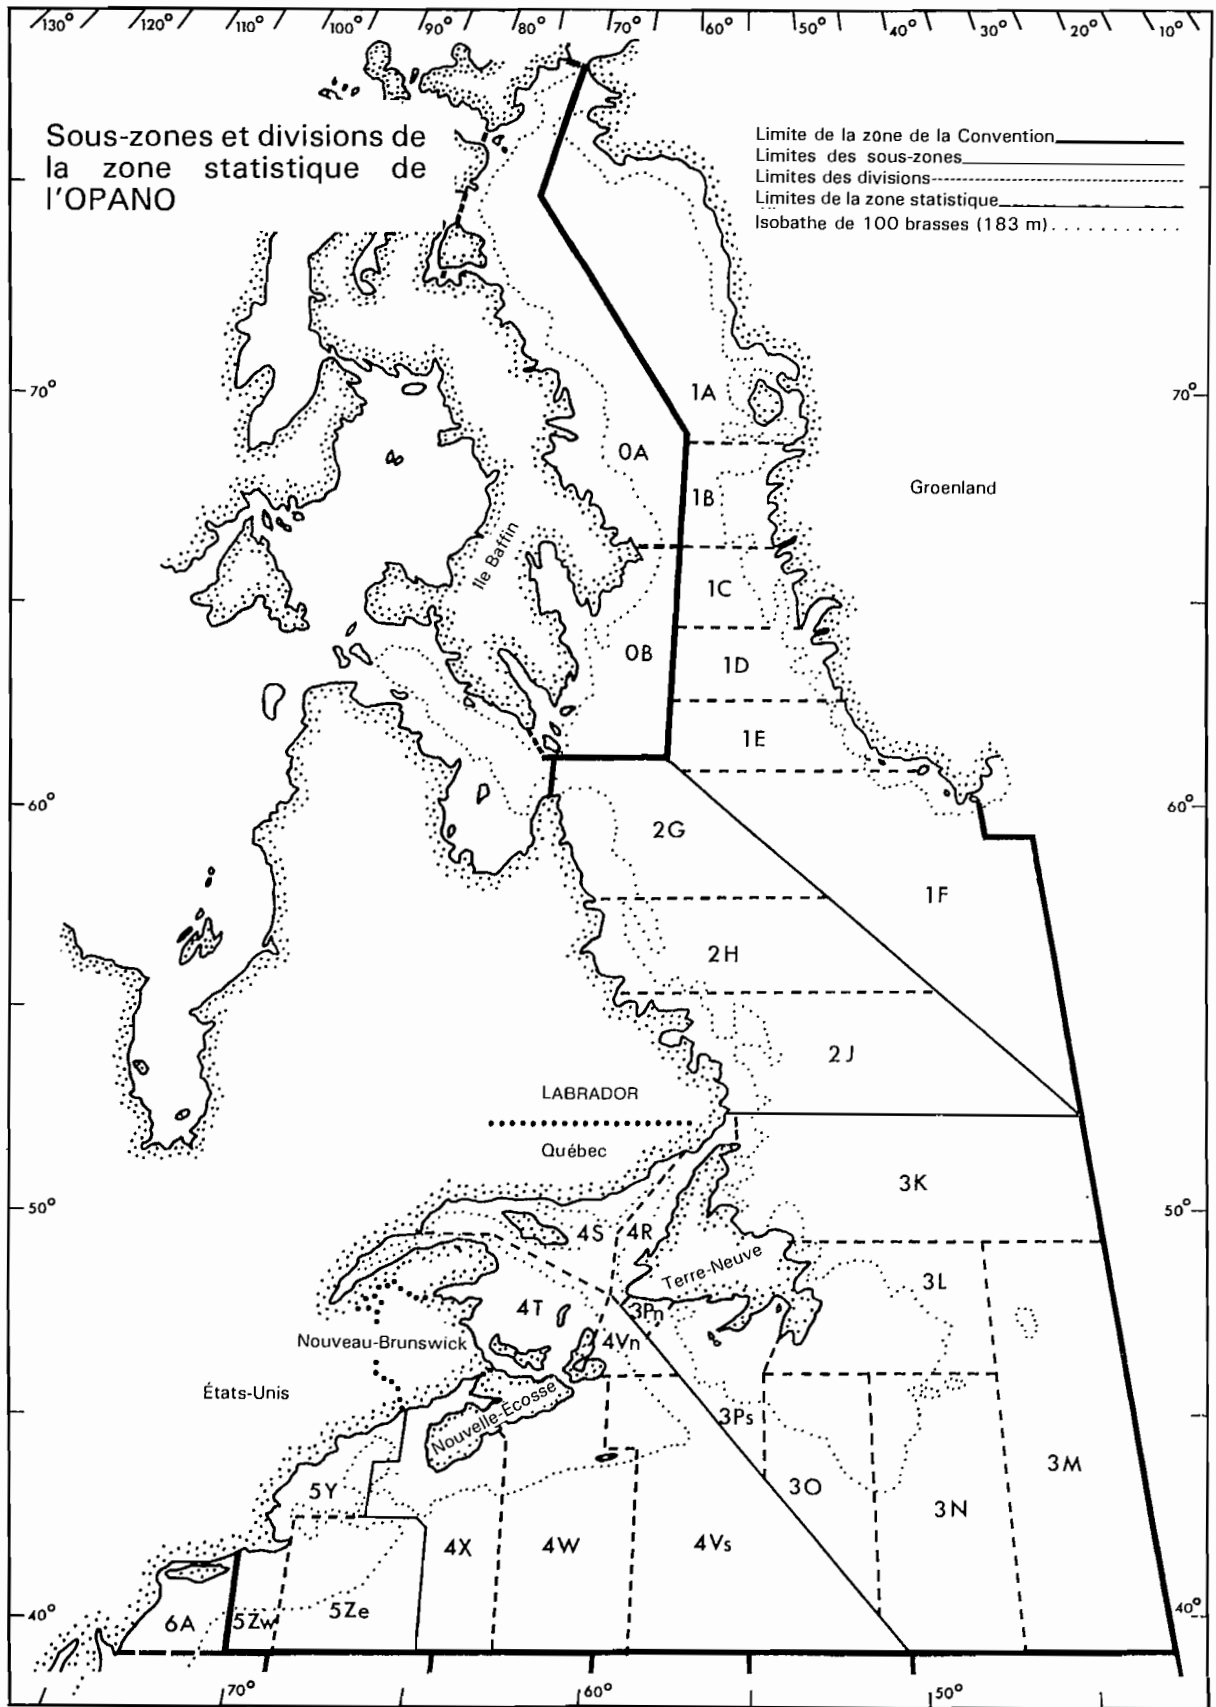 130° 120° 110° 100° 90° 80° 70° 60° 50° 40° 30° 20° 10°
Sous-zones et divisions de
la zone statistique de
l'OPANO
Limite de la zone de la Convention
Limites des sous-zones
Limites des divisions
Limites de la zone statistique
Isobathe de 100 brasses (183 m)
70° 70°
1A
0A
1B
Groenland
Ile Baffin
1C
0B
1D
1E
60° 60°
2G
1F
2H
2J
LABRADOR
Québec
3K
50° 50°
4S
4R
Terre-Neuve
3L
4T
3Pn
Nouveau-Brunswick
4Vn
États-Unis
Nouvelle-Écosse
3Ps
3M
5Y
3O
3N
4X
4W
4Vs
40° 40°
6A
5Zw
5Ze
70° 60° 50°